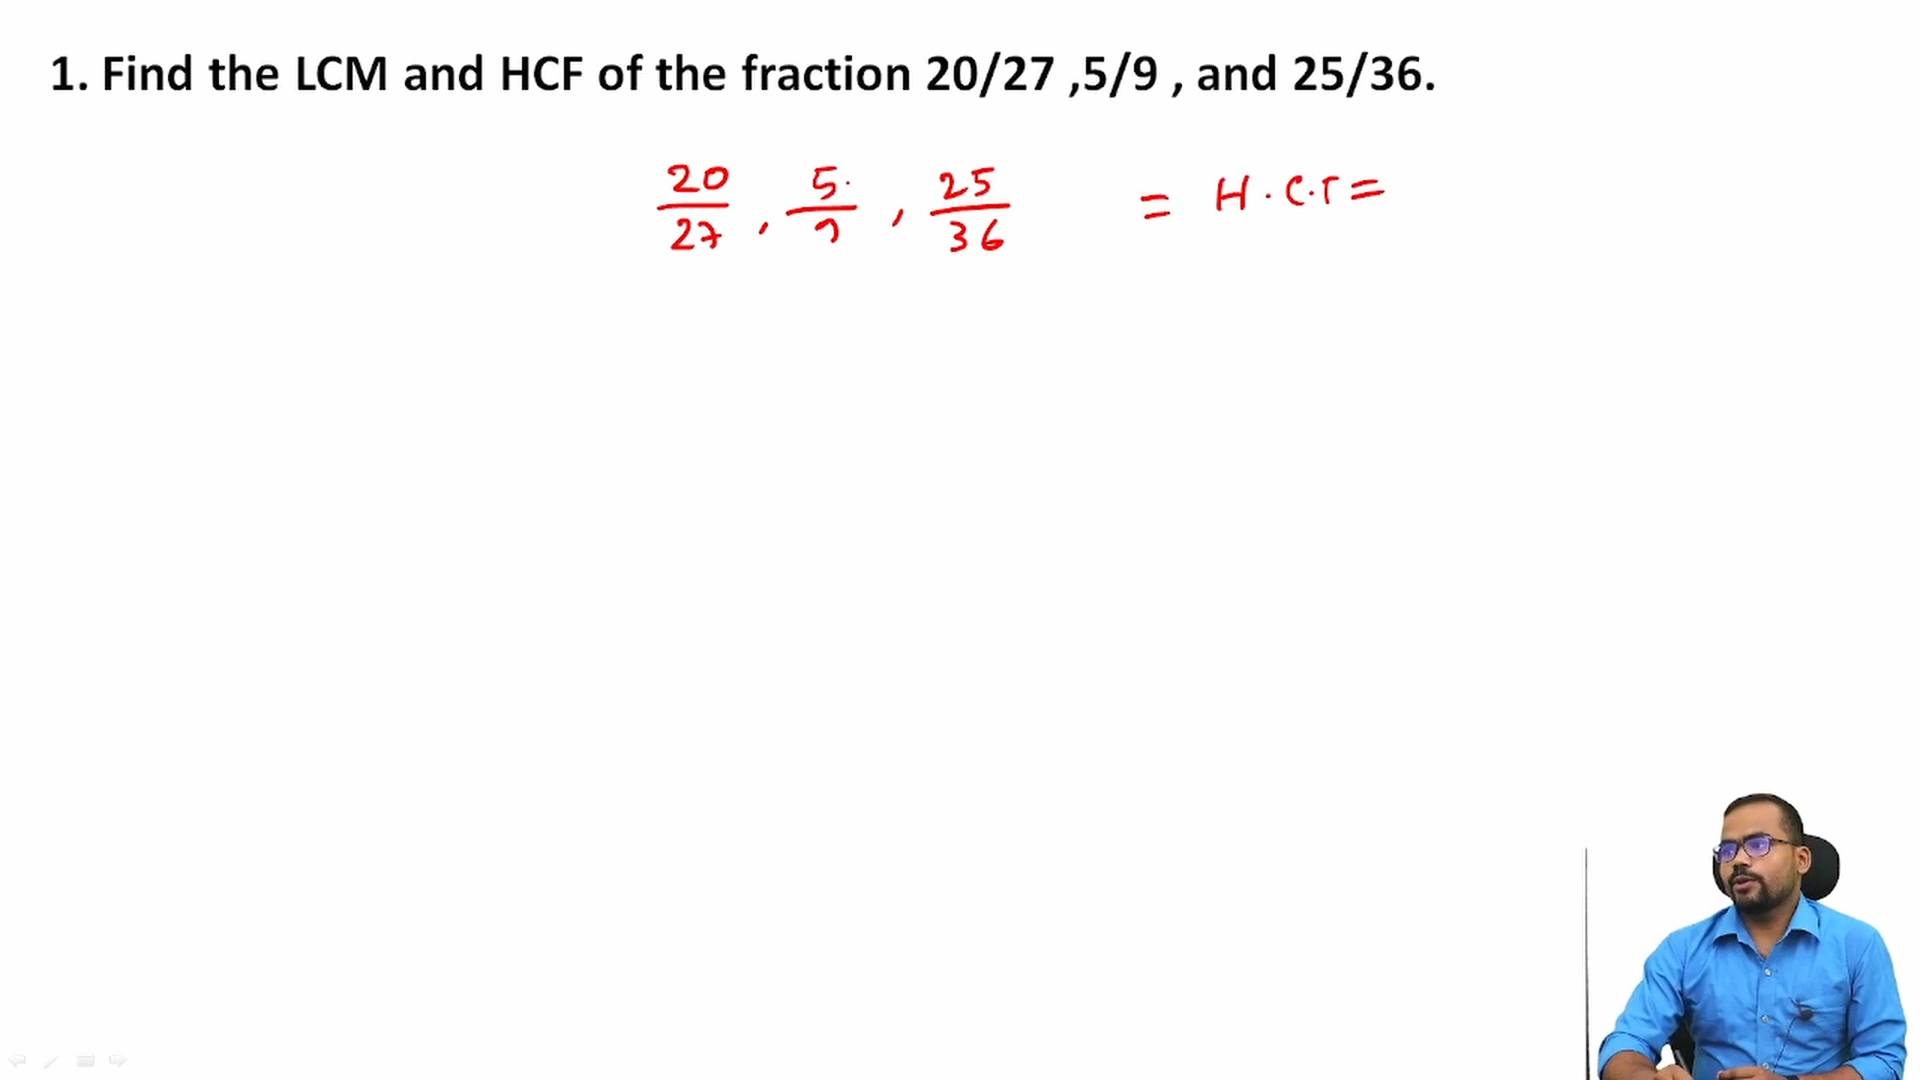 1. Find the LCM and HCF of the fraction 20/27 ,5/9 , and 25/36.
20/27 , 5/9 , 25/36 = H.C.F =